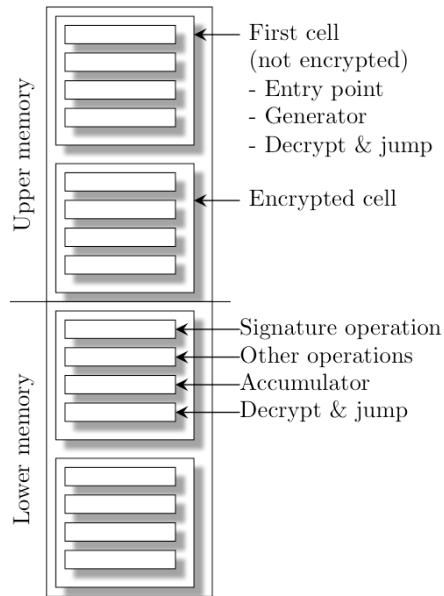 First cell
(not encrypted)
- Entry point
- Generator
- Decrypt & jump
Upper memory
Encrypted cell
Signature operation
Other operations
Accumulator
Decrypt & jump
Lower memory